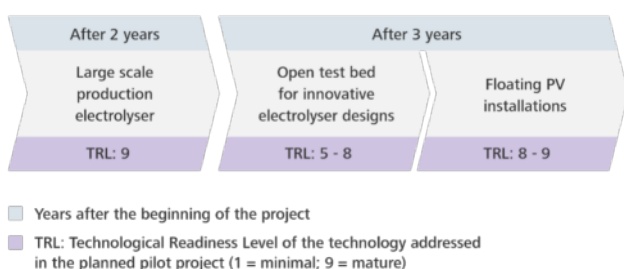 After 2 years
After 3 years
Large scale
production
electrolyser
Open test bed
for innovative
electrolyser designs
Floating PV
installations
TRL: 9
TRL: 5 - 8
TRL: 8 - 9
Years after the beginning of the project
TRL: Technological Readiness Level of the technology addressed
in the planned pilot project (1 = minimal; 9 = mature)